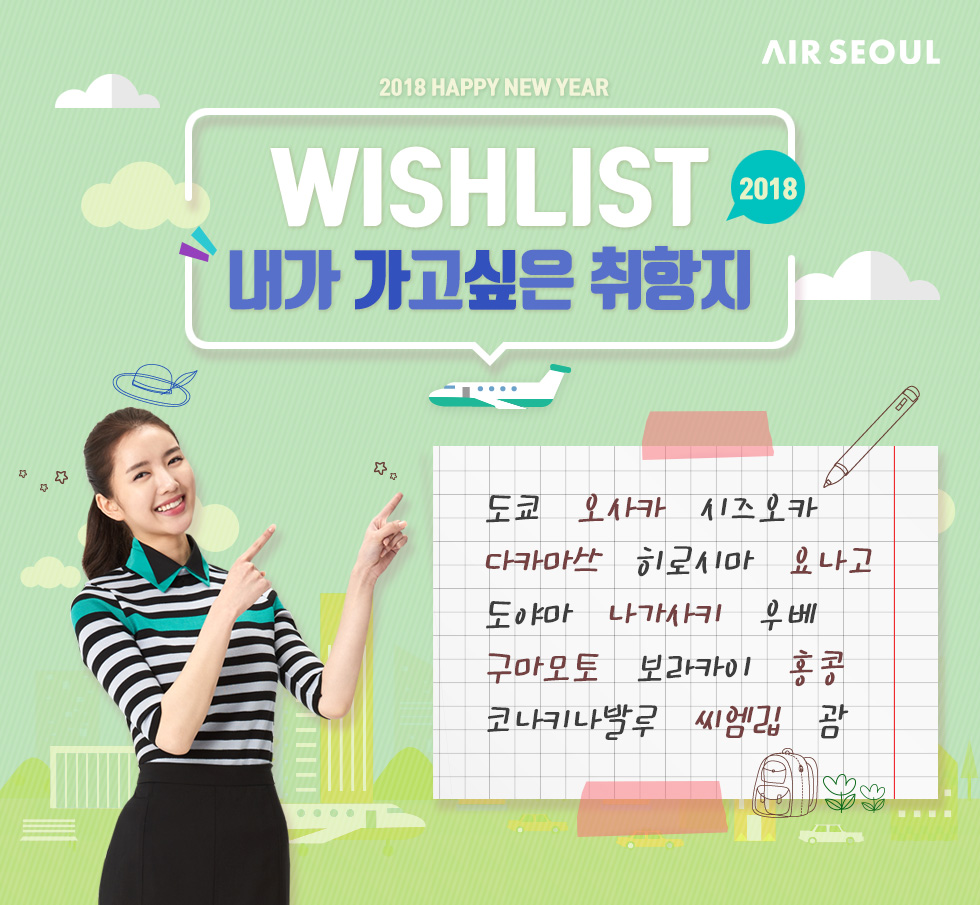 AIR SEOUL
2018 HAPPY NEW YEAR
WISHLIST
2018
내가 가고싶은 취항지
도쿄 오사카 시즈오카
다카마쓰 히로시마 요나고
도야마 나가사키 우베
구마모토 보라카이 홍콩
코나키나발루 씨엠립 괌